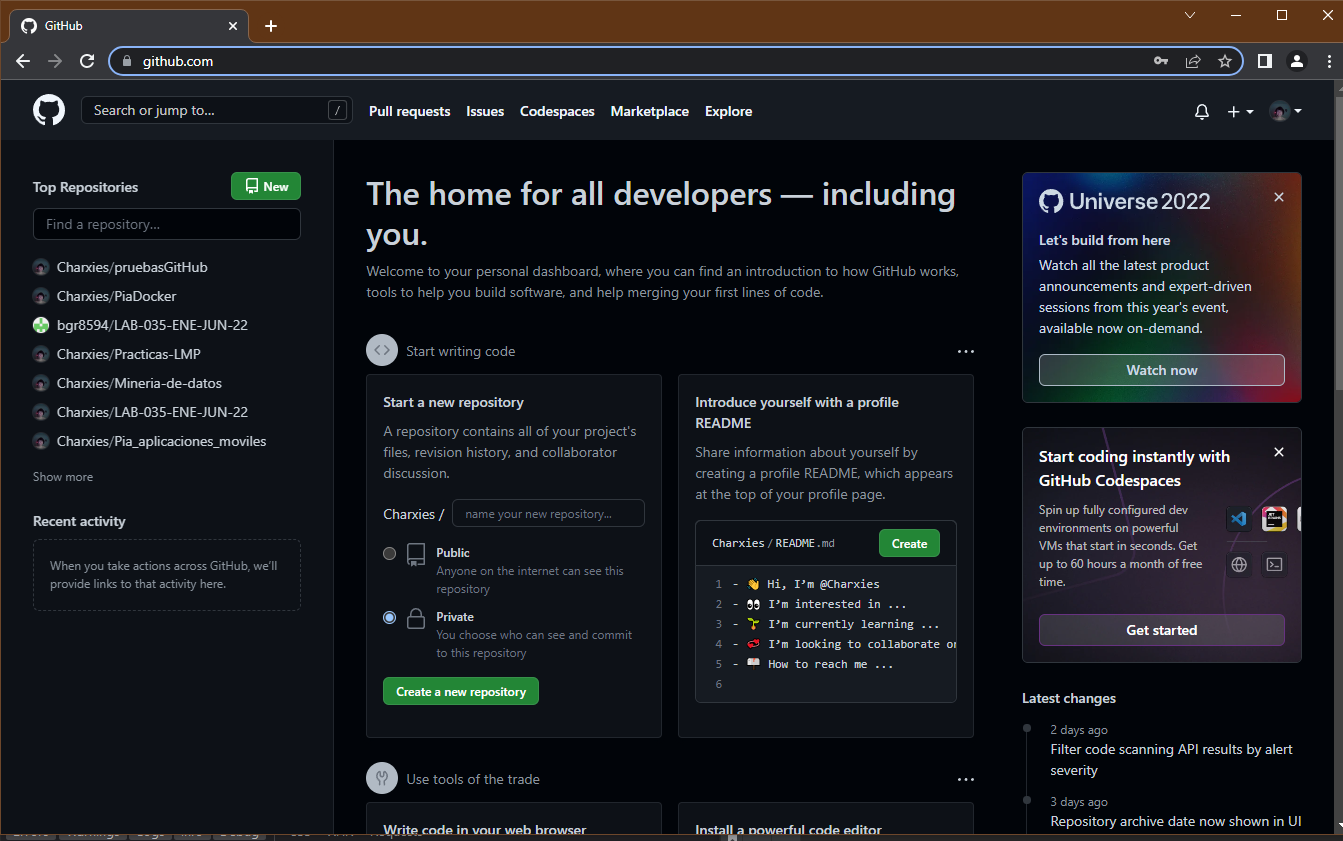 GitHub
github.com
Search or jump to...
/
Pull requests
Issues
Codespaces
Marketplace
Explore
Top Repositories
New
Find a repository...
Charxies/pruebasGitHub
Charxies/PiaDocker
bgr8594/LAB-035-ENE-JUN-22
Charxies/Practicas-LMP
Charxies/Mineria-de-datos
Charxies/LAB-035-ENE-JUN-22
Charxies/Pia_aplicaciones_moviles
Show more
Recent activity
When you take actions across GitHub, we'll
provide links to that activity here.
The home for all developers — including
you.
Welcome to your personal dashboard, where you can find an introduction to how GitHub works,
tools to help you build software, and help merging your first lines of code.
Start writing code
Start a new repository
A repository contains all of your project's
files, revision history, and collaborator
discussion.
Charxies /
name your new repository...
Public
Anyone on the internet can see this
repository
Private
You choose who can see and commit
to this repository
Create a new repository
Introduce yourself with a profile
README
Share information about yourself by
creating a profile README, which appears
at the top of your profile page.
Charxies / README.md
Create
1 - 👋 Hi, I'm @Charxies
2 - 👀 I'm interested in ...
3 - 🌱 I'm currently learning ...
4 - 💞️ I'm looking to collaborate on
5 - 📫 How to reach me ...
6
Use tools of the trade
Write code in your web browser
Install a powerful code editor
Universe 2022
Let's build from here
Watch all the latest product
announcements and expert-driven
sessions from this year's event,
available now on-demand.
Watch now
Start coding instantly with
GitHub Codespaces
Spin up fully configured dev
environments on powerful
VMs that start in seconds. Get
up to 60 hours a month of free
time.
Get started
Latest changes
2 days ago
Filter code scanning API results by alert
severity
3 days ago
Repository archive date now shown in UI